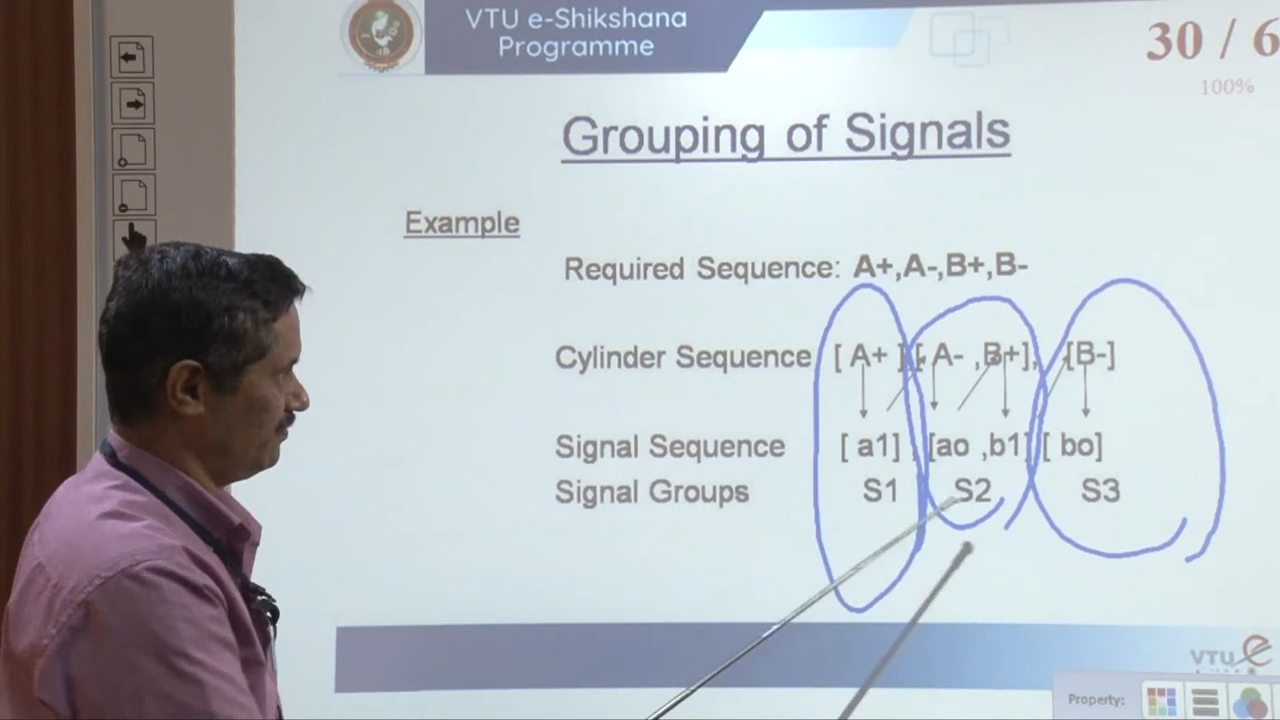 VTU e-Shikshana
Programme
30 / 6
100%
Grouping of Signals
Example
Required Sequence: A+,A-,B+,B-
Cylinder Sequence [ A+ ],[ A- ,B+], [B-]
Signal Sequence [ a1] , [ao ,b1] [ bo]
Signal Groups S1 S2 S3
VTU e
Property: